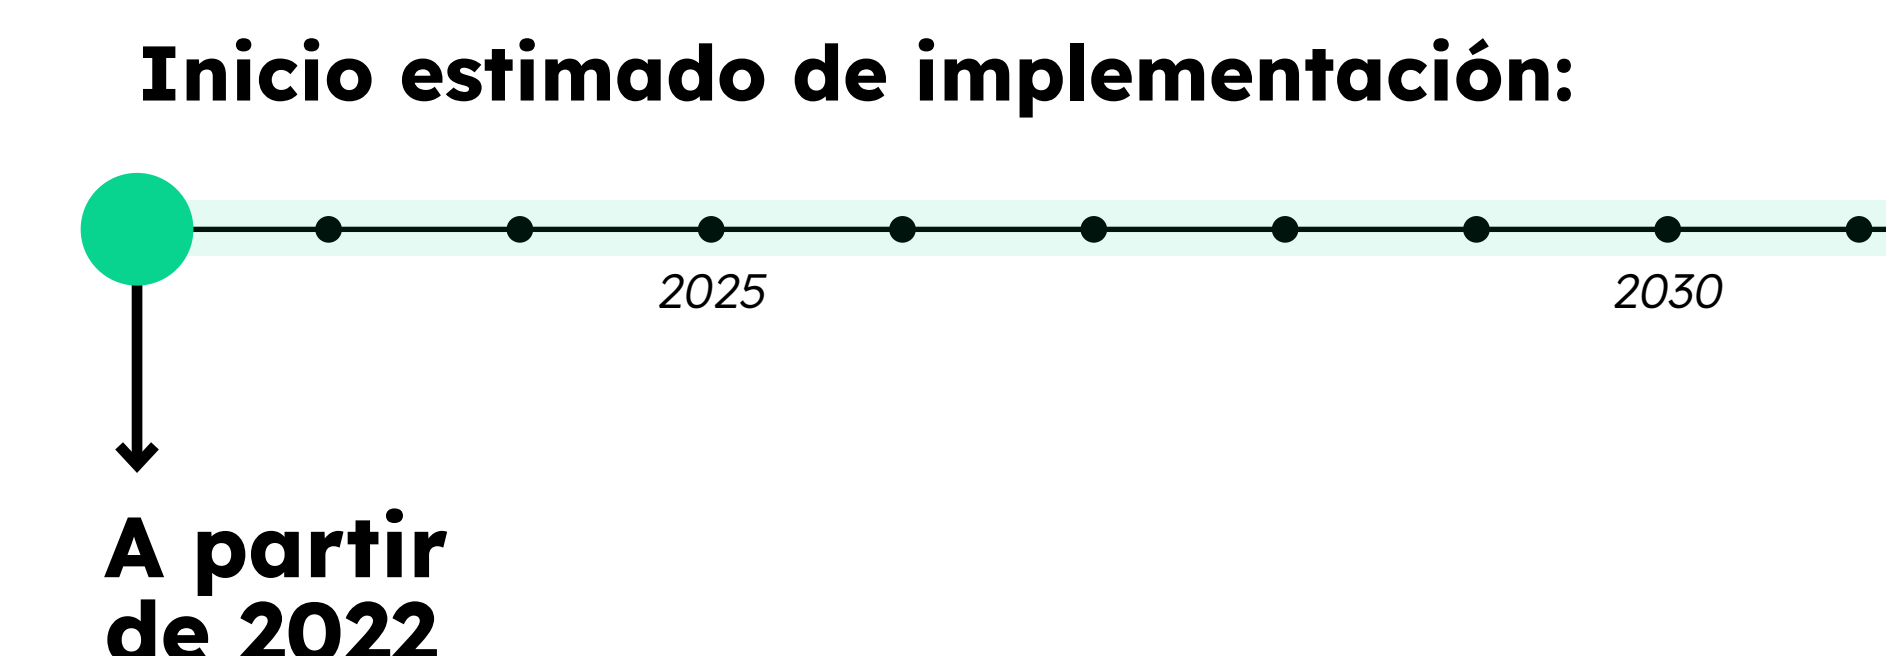 Inicio estimado de implementación:
2025
2030
A partir
de 2022